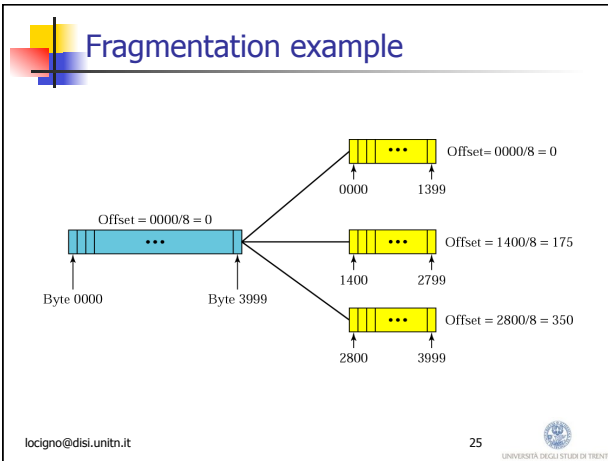 Fragmentation example
Offset= 0000/8 = 0
0000 1399
Offset = 0000/8 = 0
Offset = 1400/8 = 175
Byte 0000 Byte 3999
1400 2799
Offset = 2800/8 = 350
2800 3999
locigno@disi.unitn.it 25
UNIVERSITÀ DEGLI STUDI DI TRENT